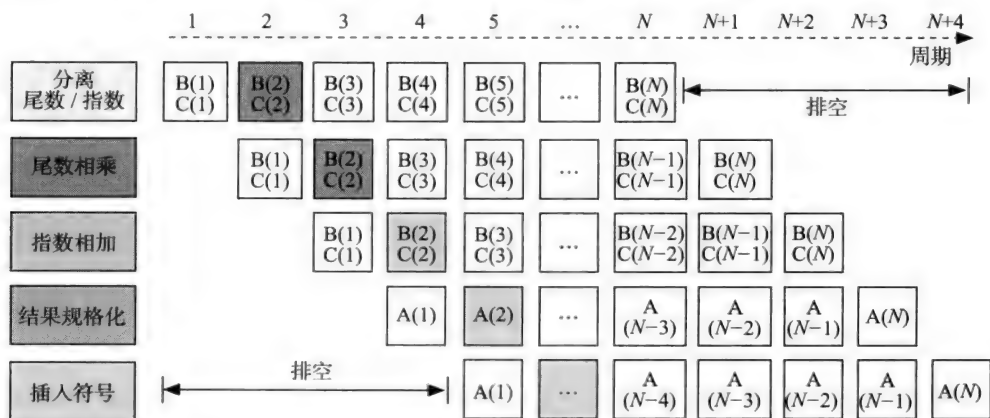 1 2 3 4 5 … N N+1 N+2 N+3 N+4
周期
分离
尾数 / 指数
B(1) B(2) B(3) B(4) B(5) … B(N)
C(1) C(2) C(3) C(4) C(5) C(N)
排空
尾数相乘
B(1) B(2) B(3) B(4) … B(N−1) B(N)
C(1) C(2) C(3) C(4) C(N−1) C(N)
指数相加
B(1) B(2) B(3) … B(N−2) B(N−1) B(N)
C(1) C(2) C(3) C(N−2) C(N−1) C(N)
结果规格化
A(1) A(2) … A A A A(N)
(N−3) (N−2) (N−1)
排空
插入符号
A(1) … A A A A A(N)
(N−4) (N−3) (N−2) (N−1)